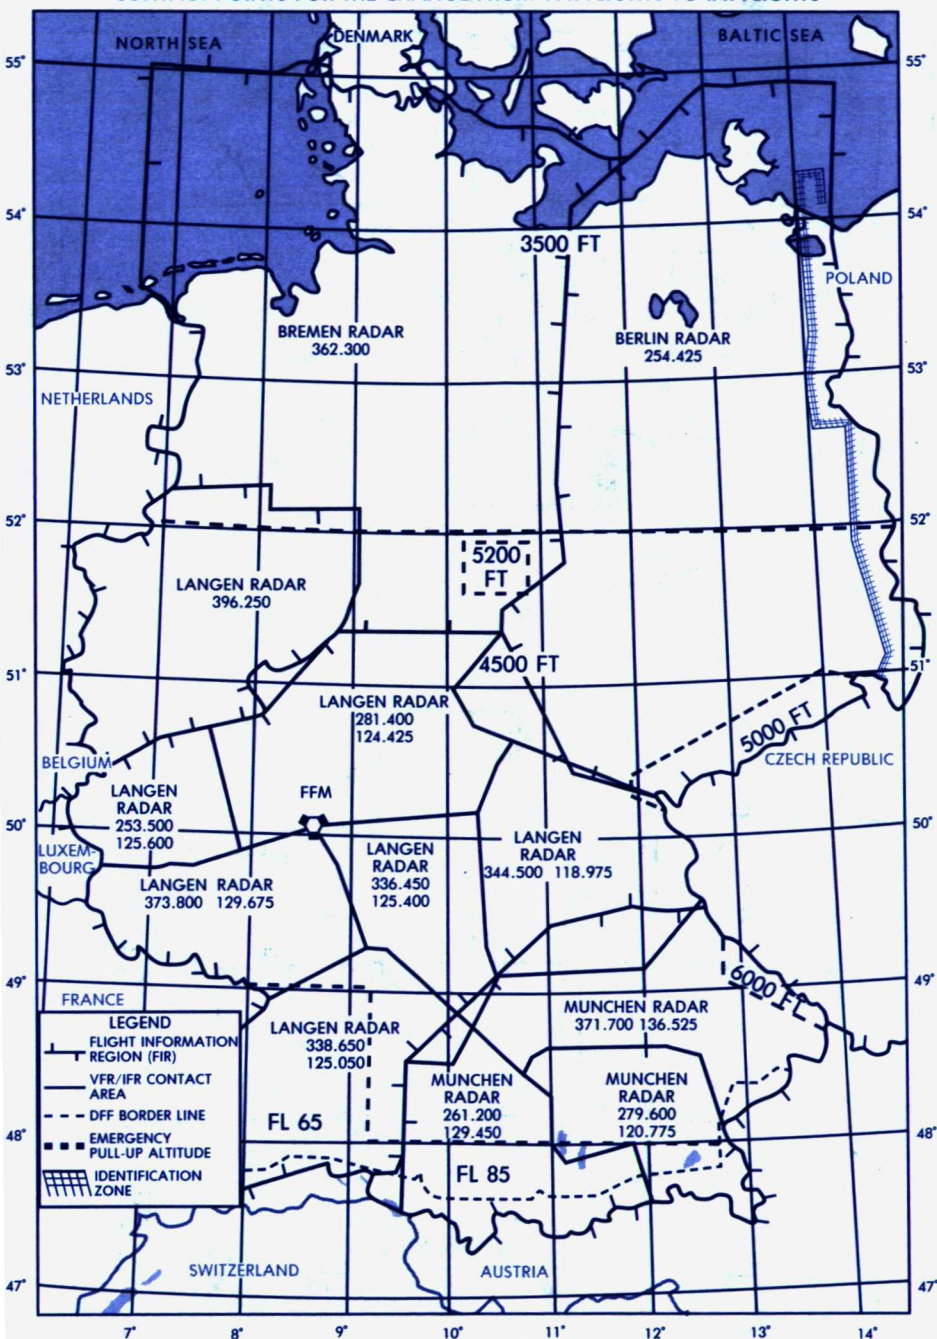 NORTH SEA
DENMARK
BALTIC SEA
55°
55°
54°
54°
3500 FT
POLAND
BREMEN RADAR
362.300
BERLIN RADAR
254.425
53°
53°
NETHERLANDS
52°
52°
5200
FT
LANGEN RADAR
396.250
4500 FT
51°
51°
LANGEN RADAR
281.400
124.425
5000 FT
BELGIUM
CZECH REPUBLIC
LANGEN
RADAR
253.500
125.600
FFM
50°
50°
LUXEM-
BOURG
LANGEN
RADAR
336.450
125.400
LANGEN
RADAR
344.500 118.975
LANGEN RADAR
373.800 129.675
49°
49°
6000 FT
FRANCE
MUNCHEN RADAR
371.700 136.525
LEGEND
FLIGHT INFORMATION
REGION (FIR)
VFR/IFR CONTACT
AREA
DFF BORDER LINE
EMERGENCY
PULL-UP ALTITUDE
IDENTIFICATION
ZONE
LANGEN RADAR
338.650
125.050
MUNCHEN
RADAR
261.200
129.450
MUNCHEN
RADAR
279.600
120.775
FL 65
48°
48°
FL 85
SWITZERLAND
AUSTRIA
47°
47°
7°
8°
9°
10°
11°
12°
13°
14°